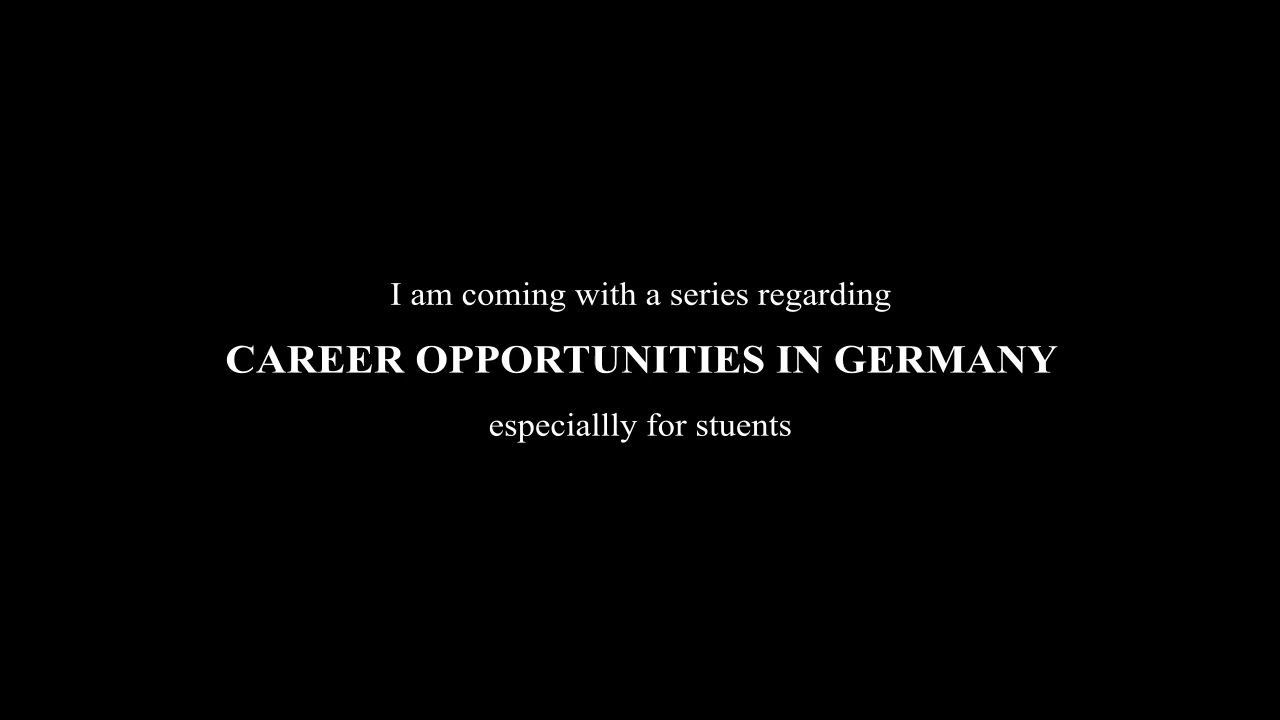 I am coming with a series regarding
CAREER OPPORTUNITIES IN GERMANY
especiallly for stuents